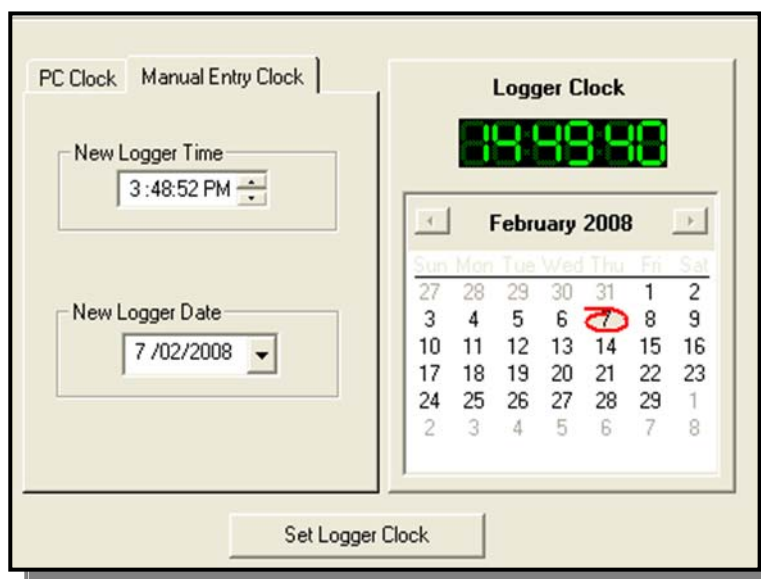 PC Clock Manual Entry Clock
New Logger Time
3 :48:52 PM
New Logger Date
7 /02/2008
Logger Clock
14:49:40
February 2008
Sun Mon Tue Wed Thu Fri Sat
27 28 29 30 31 1 2
3 4 5 6 7 8 9
10 11 12 13 14 15 16
17 18 19 20 21 22 23
24 25 26 27 28 29 1
2 3 4 5 6 7 8
Set Logger Clock